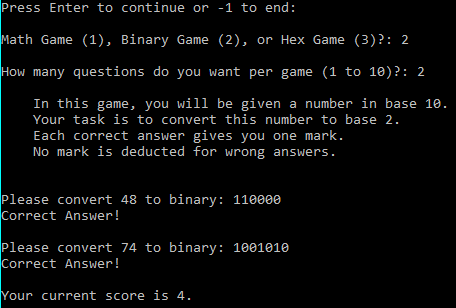 Press Enter to continue or -1 to end:
Math Game (1), Binary Game (2), or Hex Game (3)?: 2
How many questions do you want per game (1 to 10)?: 2
In this game, you will be given a number in base 10.
Your task is to convert this number to base 2.
Each correct answer gives you one mark.
No mark is deducted for wrong answers.
Please convert 48 to binary: 110000
Correct Answer!
Please convert 74 to binary: 1001010
Correct Answer!
Your current score is 4.